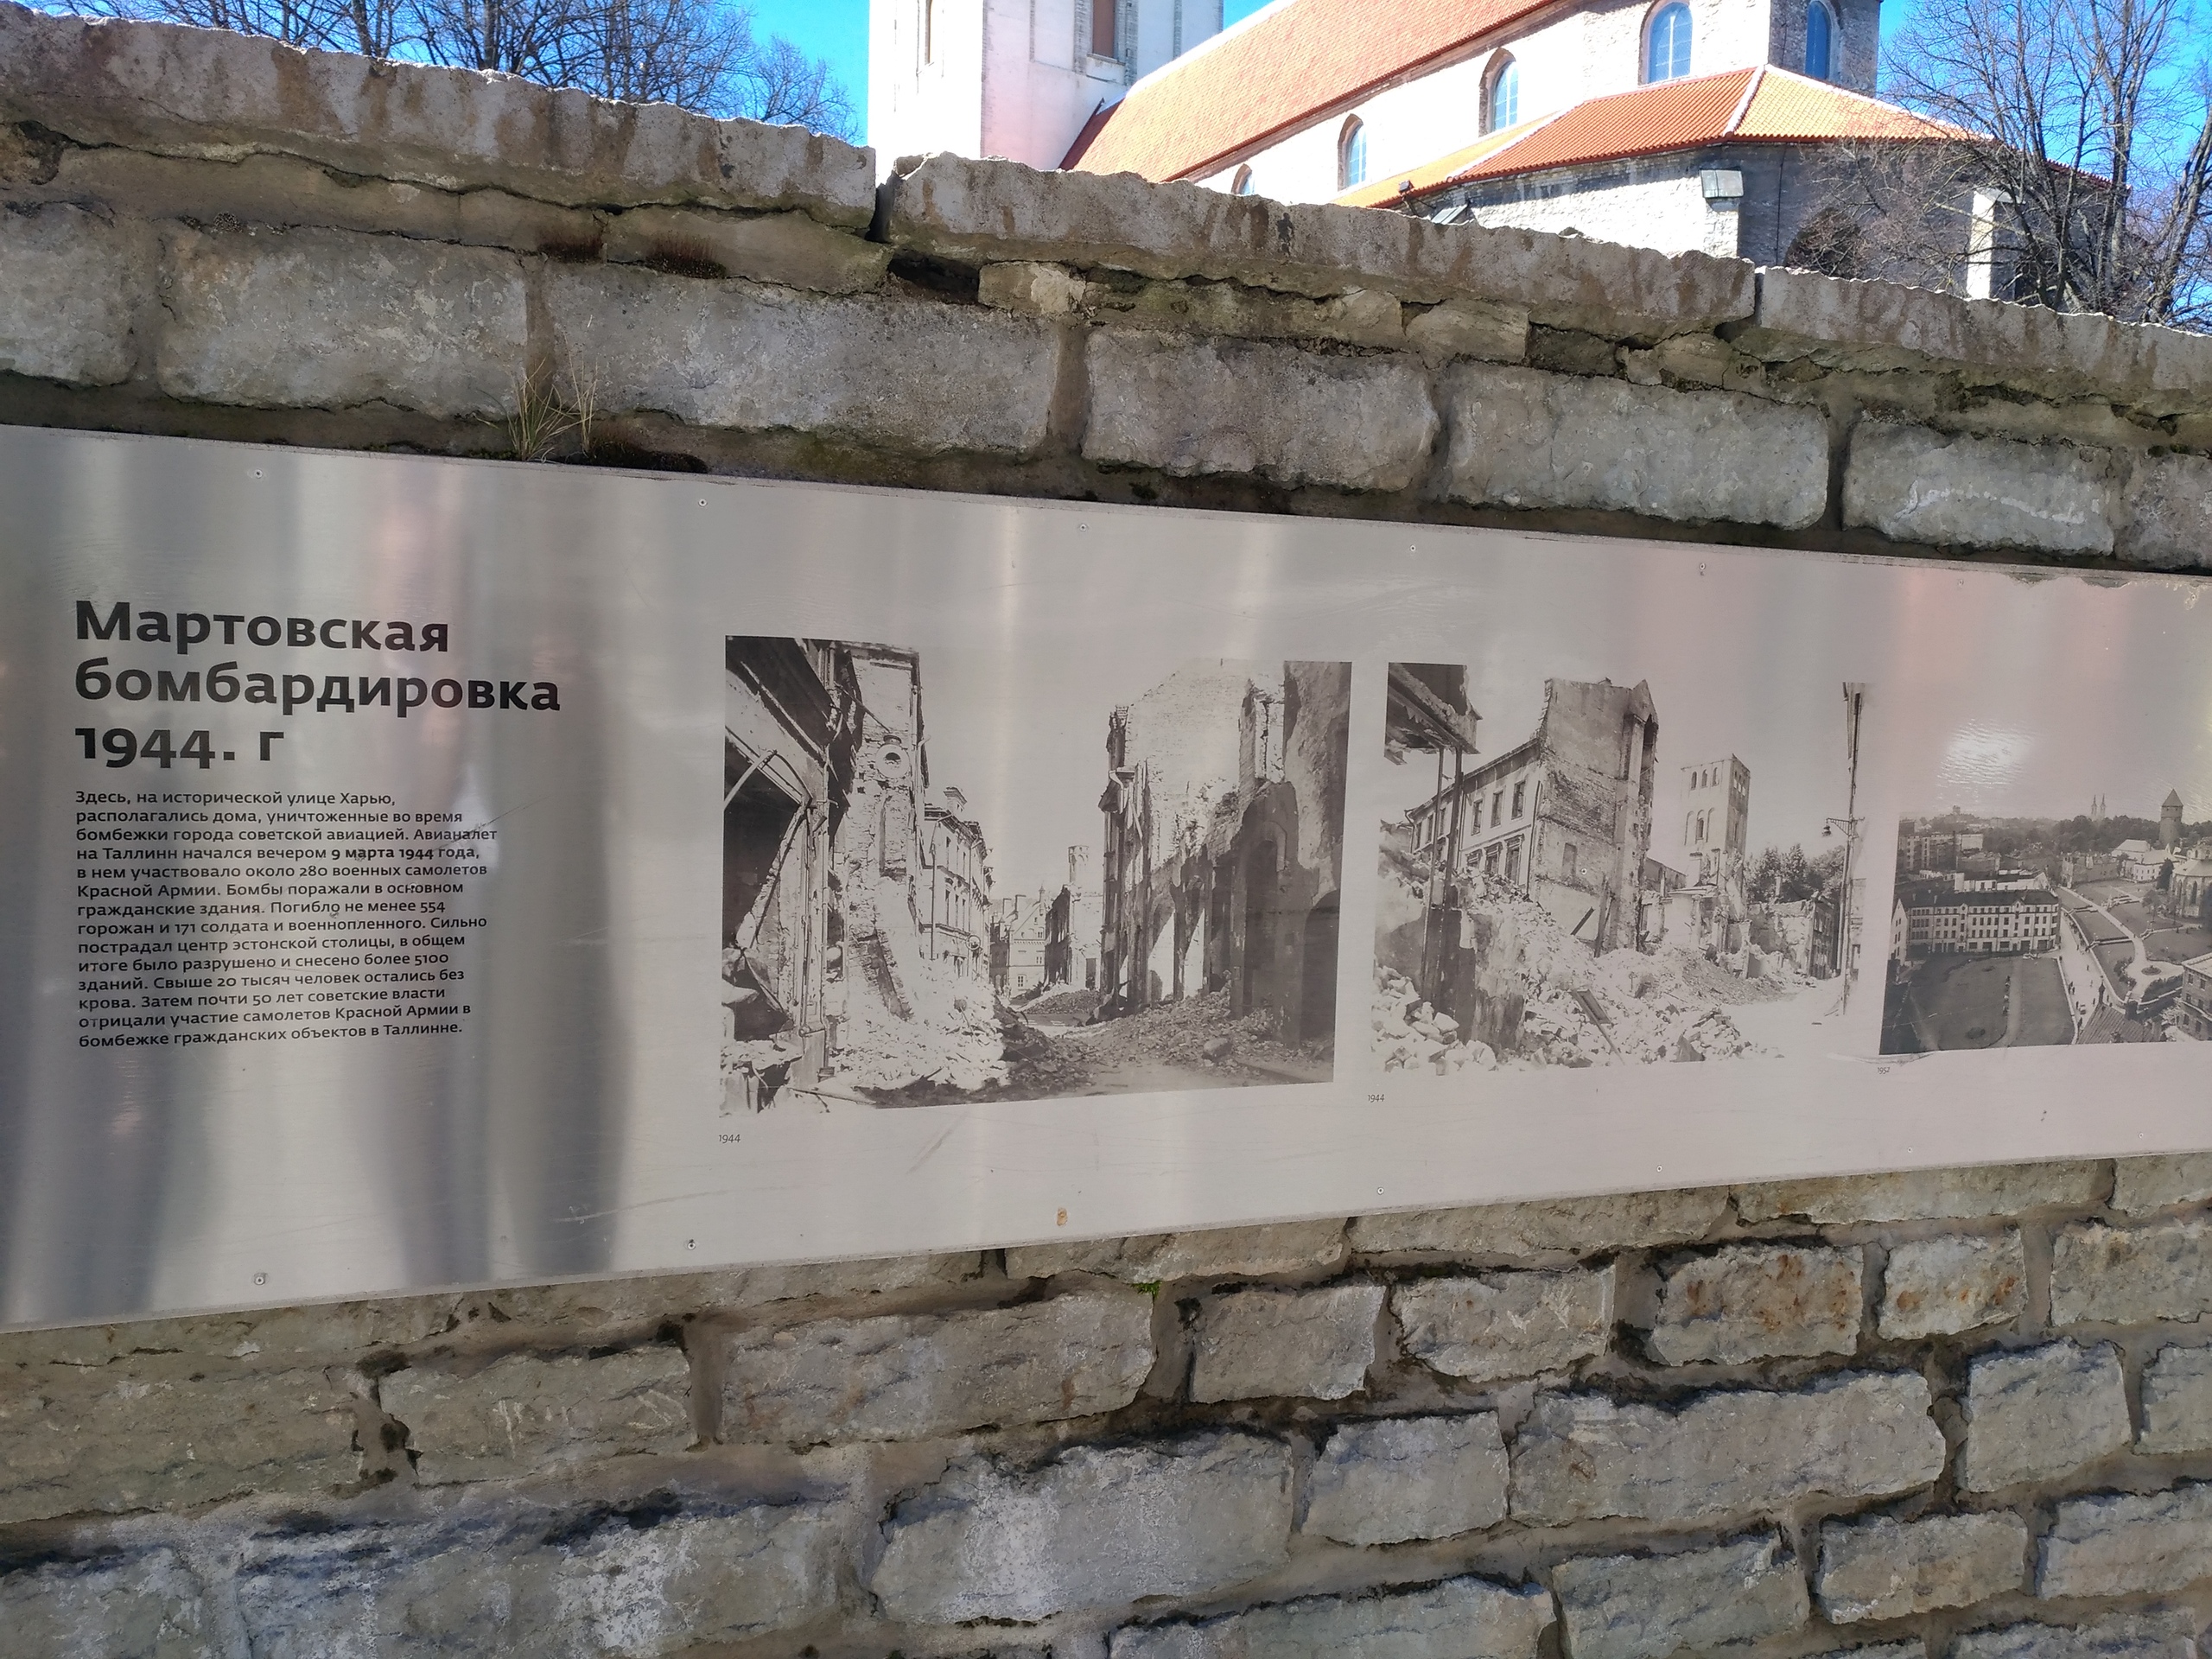 Мартовская
бомбардировка
1944. г
Здесь, на исторической улице Харью,
располагались дома, уничтоженные во время
бомбежки города советской авиацией. Авианалет
на Таллинн начался вечером 9 марта 1944 года,
в нем участвовало около 280 военных самолетов
Красной Армии. Бомбы поражали в основном
гражданские здания. Погибло не менее 554
горожан и 171 солдата и военнопленного. Сильно
пострадал центр эстонской столицы, в общем
итоге было разрушено и снесено более 5100
зданий. Свыше 20 тысяч человек остались без
крова. Затем почти 50 лет советские власти
отрицали участие самолетов Красной Армии в
бомбежке гражданских объектов в Таллинне.
1944
1944